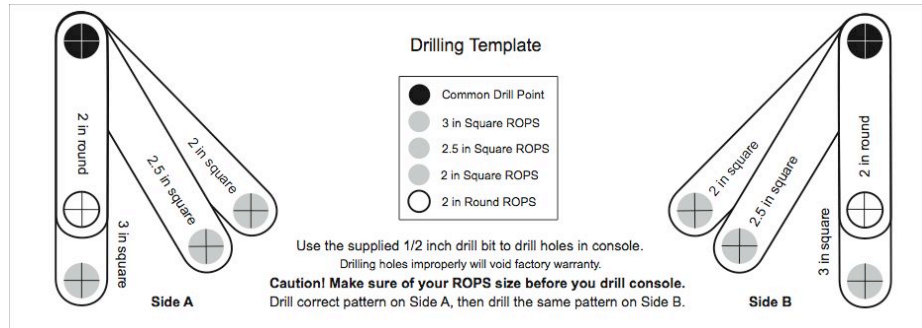 Drilling Template
Common Drill Point
3 in Square ROPS
2.5 in Square ROPS
2 in Square ROPS
2 in Round ROPS
2 in round
2.5 in square
2 in square
3 in square
Side A
2 in square
2.5 in square
2 in round
3 in square
Side B
Use the supplied 1/2 inch drill bit to drill holes in console.
Drilling holes improperly will void factory warranty.
Caution! Make sure of your ROPS size before you drill console.
Drill correct pattern on Side A, then drill the same pattern on Side B.